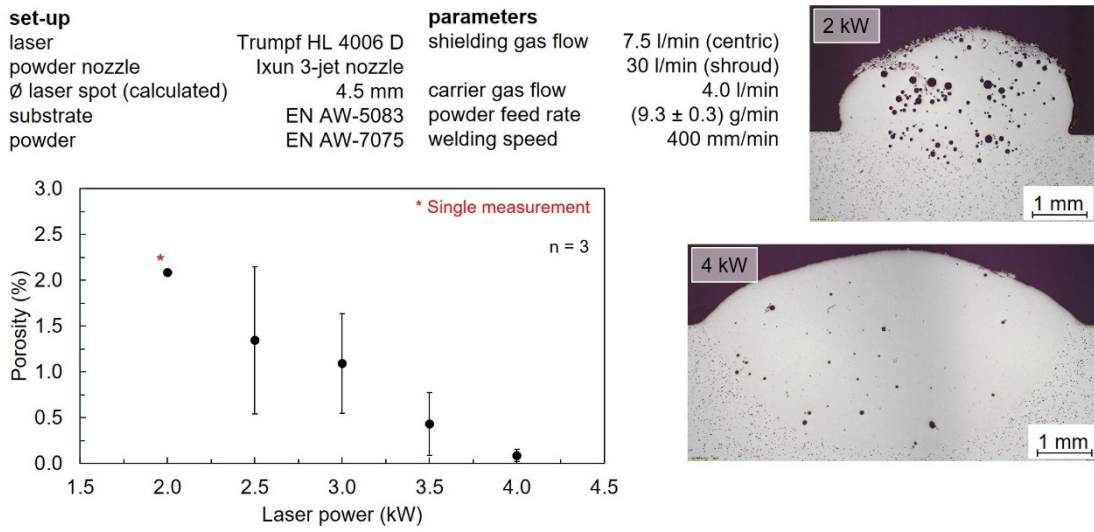 set-up
laser Trumpf HL 4006 D
powder nozzle Ixun 3-jet nozzle
Ø laser spot (calculated) 4.5 mm
substrate EN AW-5083
powder EN AW-7075
parameters
shielding gas flow 7.5 l/min (centric)
30 l/min (shroud)
carrier gas flow 4.0 l/min
powder feed rate (9.3 ± 0.3) g/min
welding speed 400 mm/min
2 kW
1 mm
3.0
2.5
2.0
1.5
1.0
0.5
0.0
Porosity (%)
* Single measurement
n = 3
*
1.5 2.0 2.5 3.0 3.5 4.0 4.5
Laser power (kW)
4 kW
1 mm